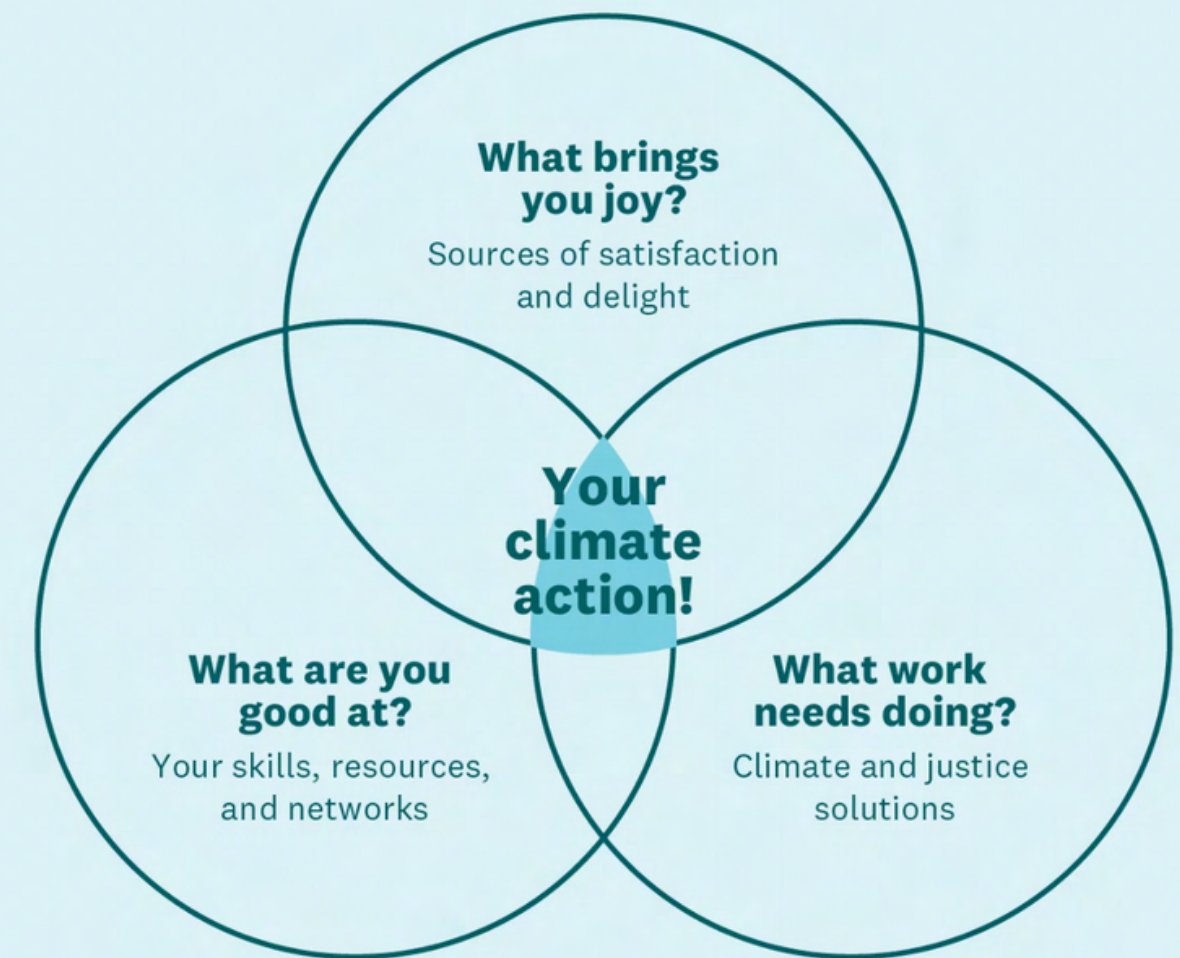 What brings
you joy?
Sources of satisfaction
and delight
Your
climate
action!
What are you
good at?
Your skills, resources,
and networks
What work
needs doing?
Climate and justice
solutions